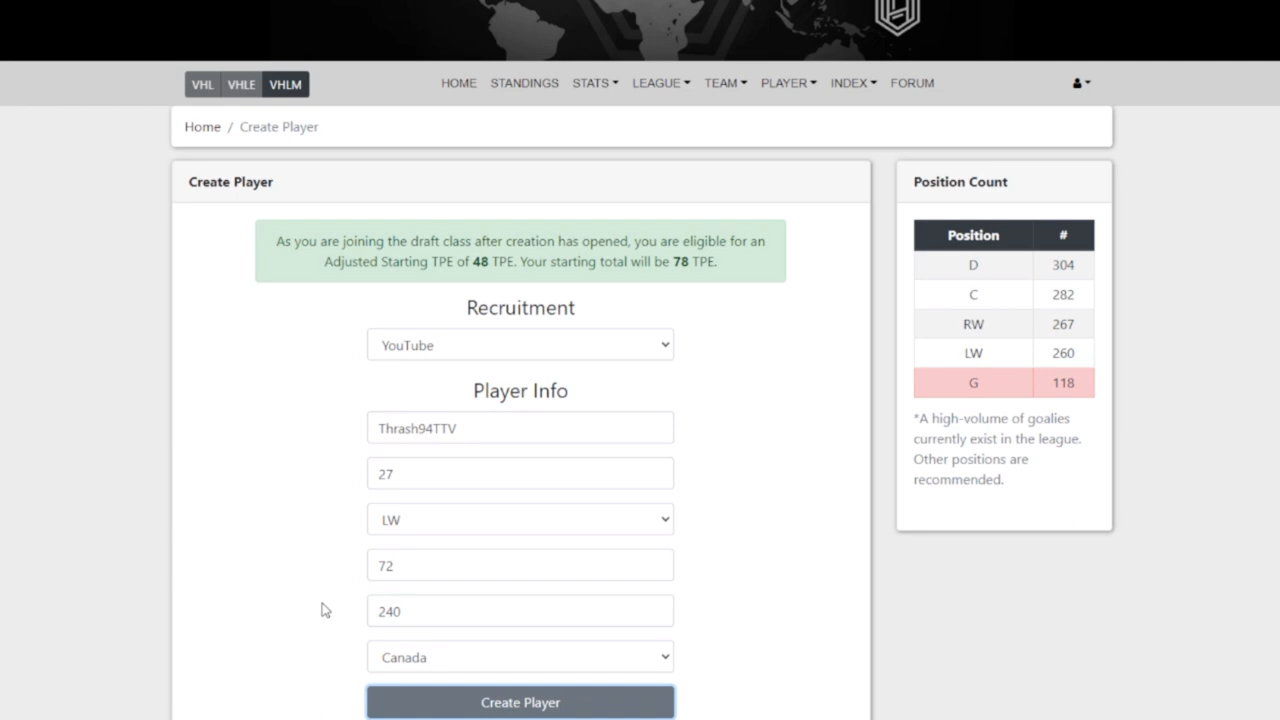 VHL VHLE VHLM HOME STANDINGS STATS LEAGUE TEAM PLAYER INDEX FORUM
Home / Create Player
Create Player
As you are joining the draft class after creation has opened, you are eligible for an
Adjusted Starting TPE of 48 TPE. Your starting total will be 78 TPE.
Recruitment
YouTube
Player Info
Thrash94TTV
27
LW
72
240
Canada
Create Player
Position Count
Position #
D 304
C 282
RW 267
LW 260
G 118
*A high-volume of goalies
currently exist in the league.
Other positions are
recommended.